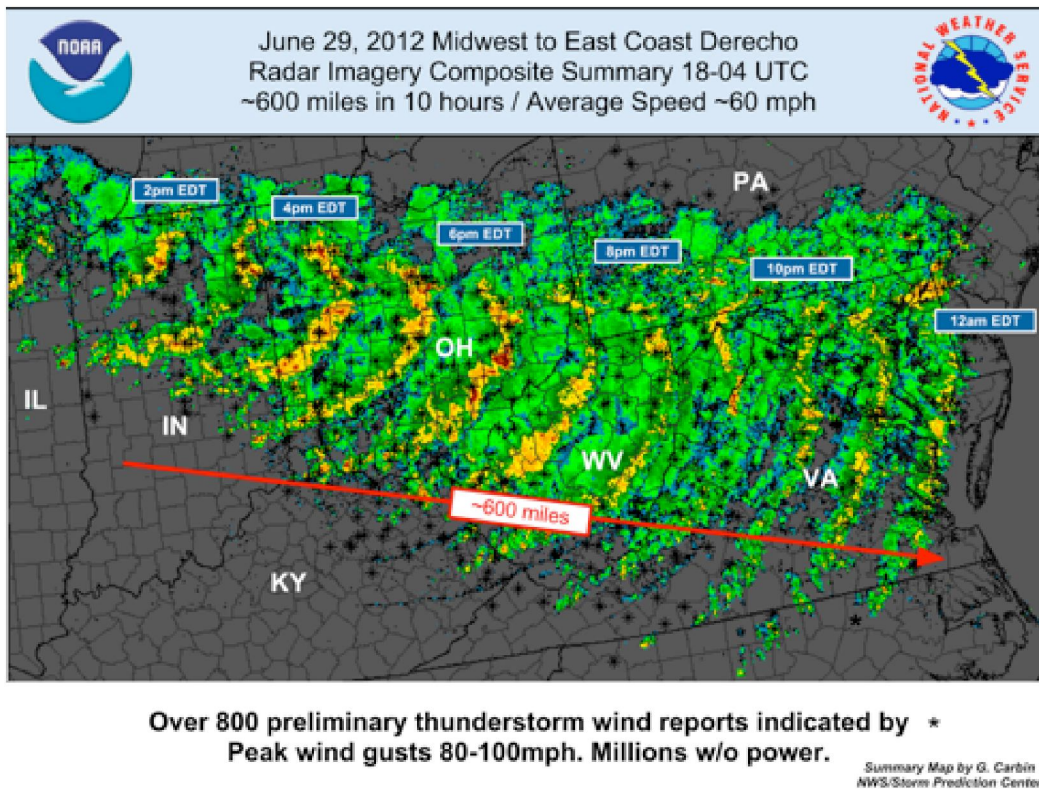 NOAA
June 29, 2012 Midwest to East Coast Derecho
Radar Imagery Composite Summary 18-04 UTC
~600 miles in 10 hours / Average Speed ~60 mph
NATIONAL WEATHER SERVICE
PA
2pm EDT
4pm EDT
6pm EDT
8pm EDT
10pm EDT
12am EDT
OH
IL
IN
WV
VA
~600 miles
KY
*
Over 800 preliminary thunderstorm wind reports indicated by *
Peak wind gusts 80-100mph. Millions w/o power.
Summary Map by G. Carbin
NWS/Storm Prediction Center